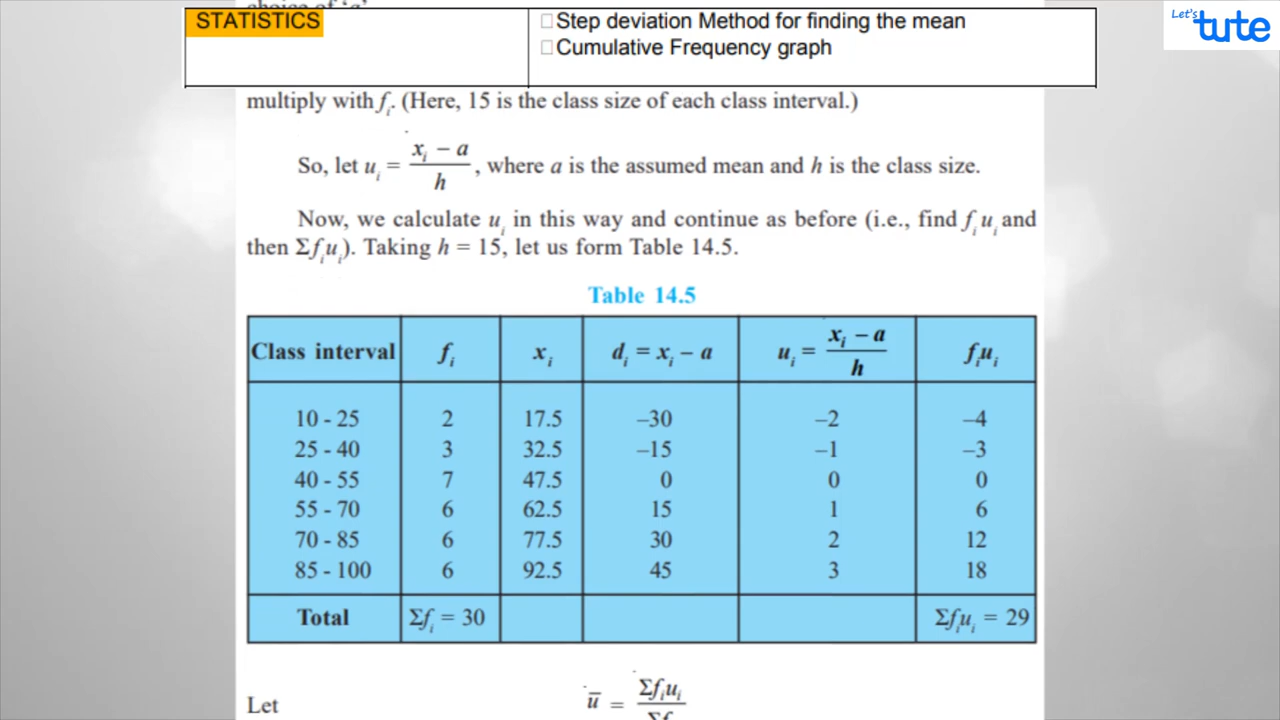 STATISTICS
Step deviation Method for finding the mean
Cumulative Frequency graph
Let's
tute
multiply with fᵢ. (Here, 15 is the class size of each class interval.)
So, let uᵢ = (xᵢ – a)/h, where a is the assumed mean and h is the class size.
Now, we calculate uᵢ in this way and continue as before (i.e., find fᵢuᵢ and
then Σfᵢuᵢ). Taking h = 15, let us form Table 14.5.
Table 14.5
Class interval fᵢ xᵢ dᵢ = xᵢ – a uᵢ = (xᵢ – a)/h fᵢuᵢ
10 - 25 2 17.5 –30 –2 –4
25 - 40 3 32.5 –15 –1 –3
40 - 55 7 47.5 0 0 0
55 - 70 6 62.5 15 1 6
70 - 85 6 77.5 30 2 12
85 - 100 6 92.5 45 3 18
Total Σfᵢ = 30 Σfᵢuᵢ = 29
Let ū = Σfᵢuᵢ